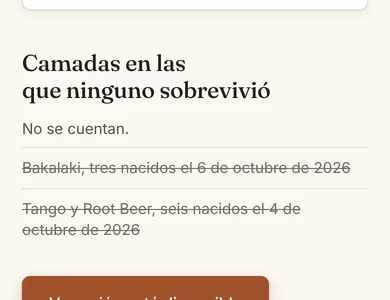 Camadas en las
que ninguno sobrevivió
No se cuentan.
Bakalaki, tres nacidos el 6 de octubre de 2026
Tango y Root Beer, seis nacidos el 4 de
octubre de 2026